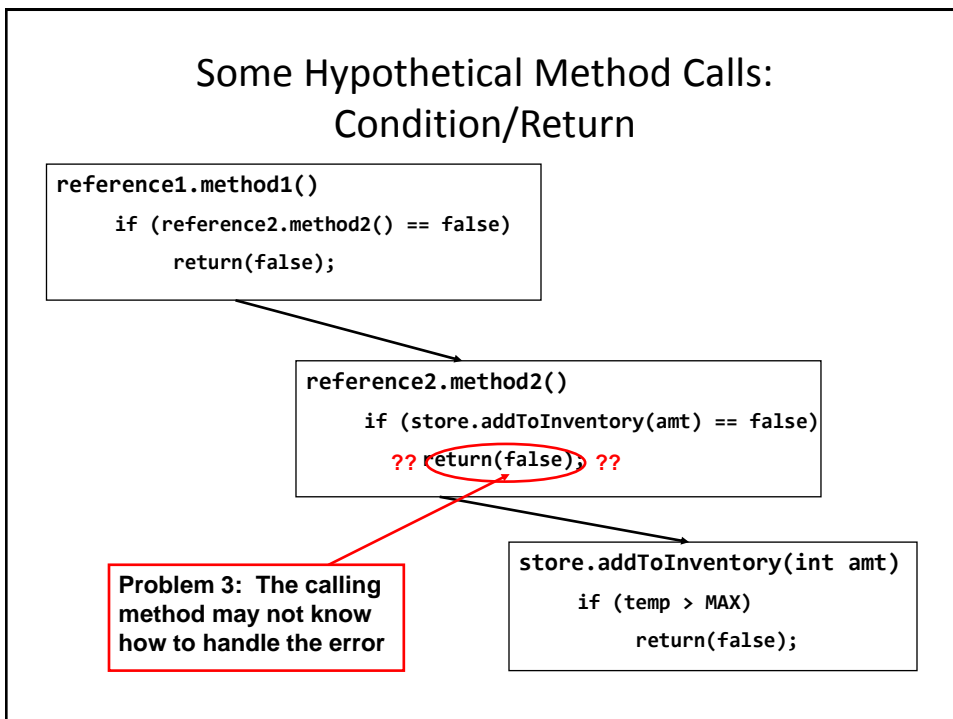 Some Hypothetical Method Calls:
Condition/Return
reference1.method1()
if (reference2.method2() == false)
return(false);
reference2.method2()
if (store.addToInventory(amt) == false)
?? return(false); ??
store.addToInventory(int amt)
if (temp > MAX)
return(false);
Problem 3: The calling
method may not know
how to handle the error